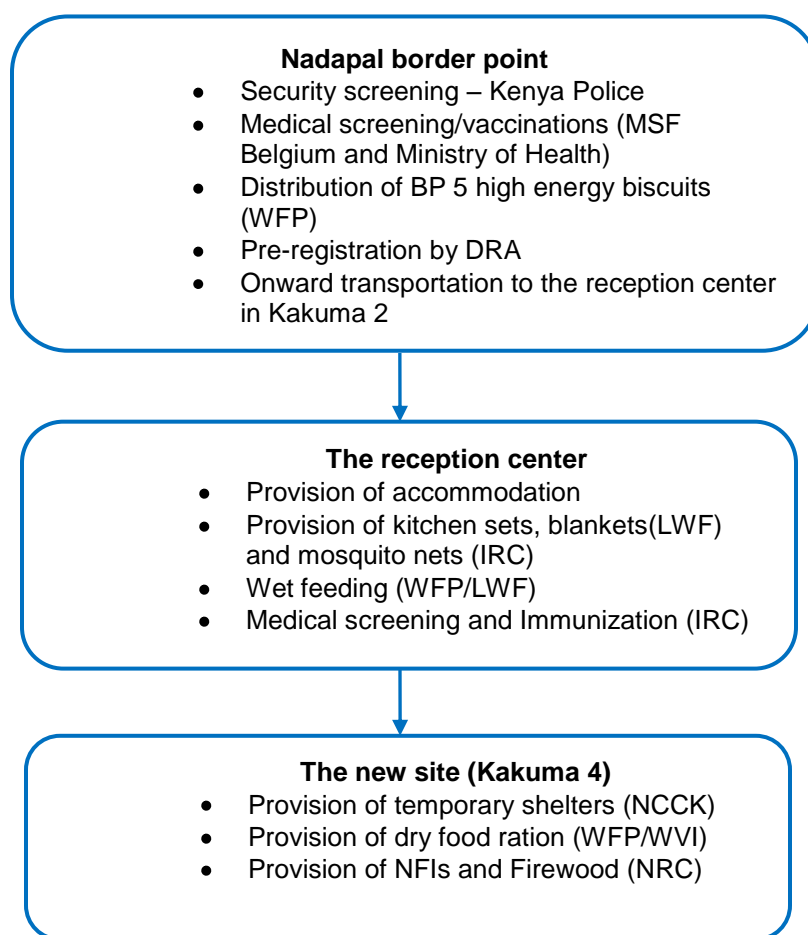 Nadapal border point
• Security screening – Kenya Police
• Medical screening/vaccinations (MSF
Belgium and Ministry of Health)
• Distribution of BP 5 high energy biscuits
(WFP)
• Pre-registration by DRA
• Onward transportation to the reception center
in Kakuma 2
The reception center
• Provision of accommodation
• Provision of kitchen sets, blankets(LWF)
and mosquito nets (IRC)
• Wet feeding (WFP/LWF)
• Medical screening and Immunization (IRC)
The new site (Kakuma 4)
• Provision of temporary shelters (NCCK)
• Provision of dry food ration (WFP/WVI)
• Provision of NFIs and Firewood (NRC)